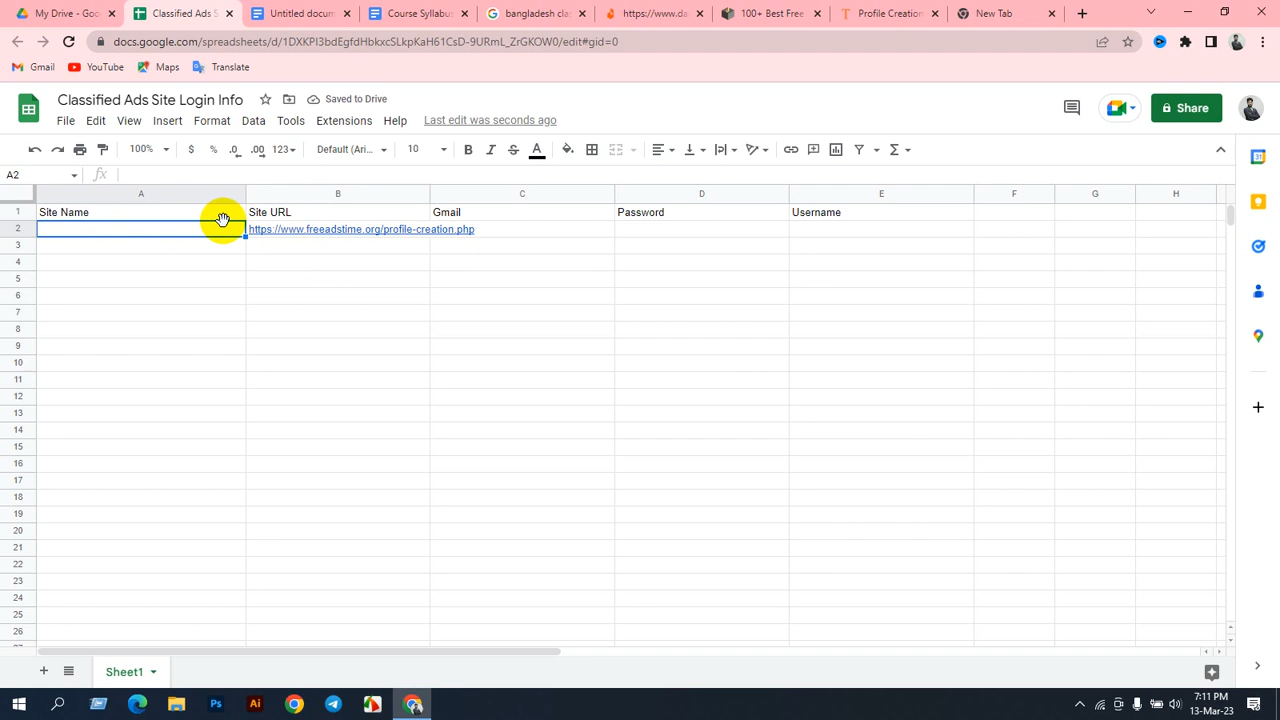 My Drive - Goo
Classified Ads S
Untitled docum
Course Syllabus
bangladesh clas
https://www.da
100+ Best Free
Profile Creation
New Tab
docs.google.com/spreadsheets/d/1DXKPI3bdEgfdHbkxcSLkpKaH61CsD-9URmL_ZrGKOW0/edit#gid=0
Gmail
YouTube
Maps
Translate
Classified Ads Site Login Info
Saved to Drive
Share
File
Edit
View
Insert
Format
Data
Tools
Extensions
Help
Last edit was seconds ago
100%
$
%
.0
.00
123
Default (Ari...
10
B
I
S
A
A2
fx
A B C D E F G H
1 Site Name Site URL Gmail Password Username
2 https://www.freeadstime.org/profile-creation.php
3
4
5
6
7
8
9
10
11
12
13
14
15
16
17
18
19
20
21
22
23
24
25
26
Sheet1
Ps
Ai
7:11 PM
13-Mar-23